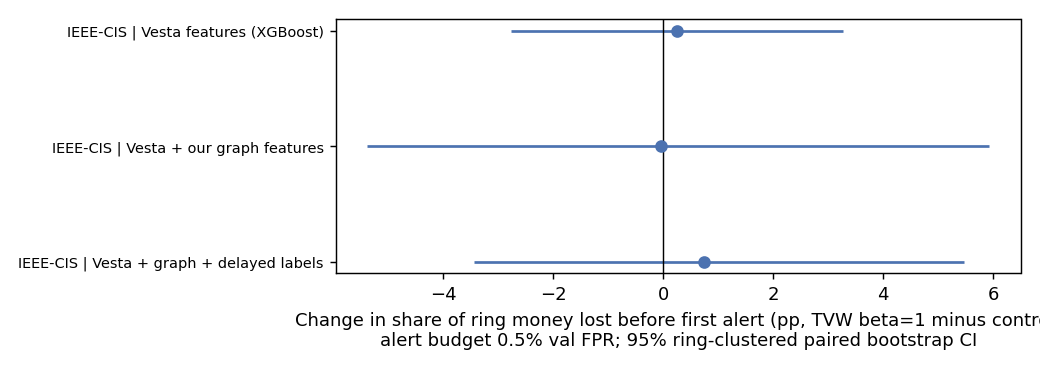 IEEE-CIS | Vesta features (XGBoost)
IEEE-CIS | Vesta + our graph features
IEEE-CIS | Vesta + graph + delayed labels
−4 −2 0 2 4 6
Change in share of ring money lost before first alert (pp, TVW beta=1 minus contr
alert budget 0.5% val FPR; 95% ring-clustered paired bootstrap CI